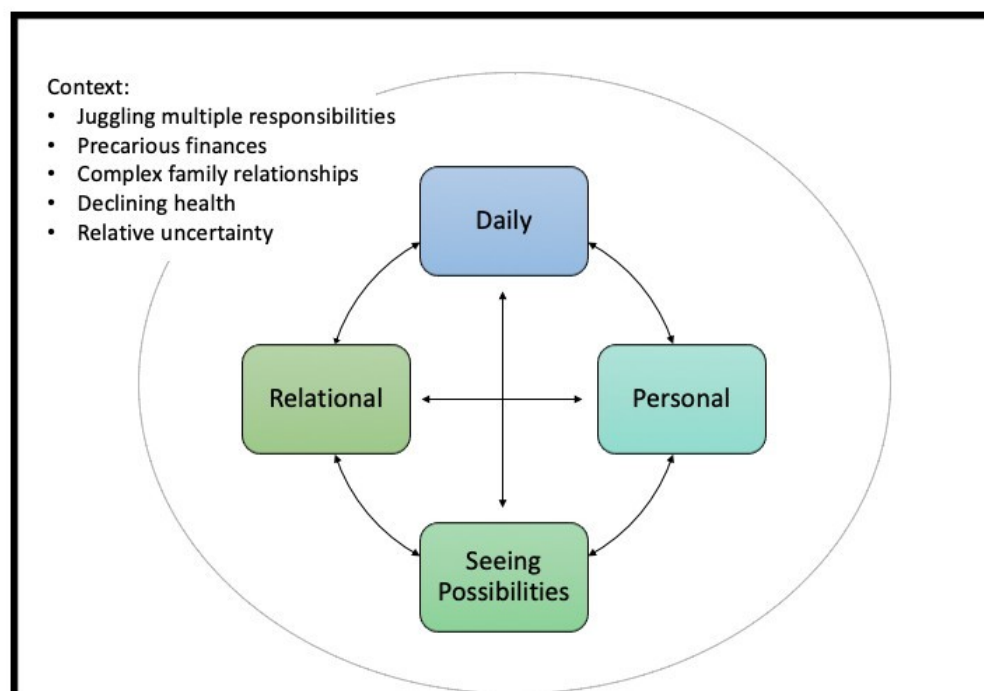 Context:
• Juggling multiple responsibilities
• Precarious finances
• Complex family relationships
• Declining health
• Relative uncertainty
Daily
Relational
Personal
Seeing
Possibilities